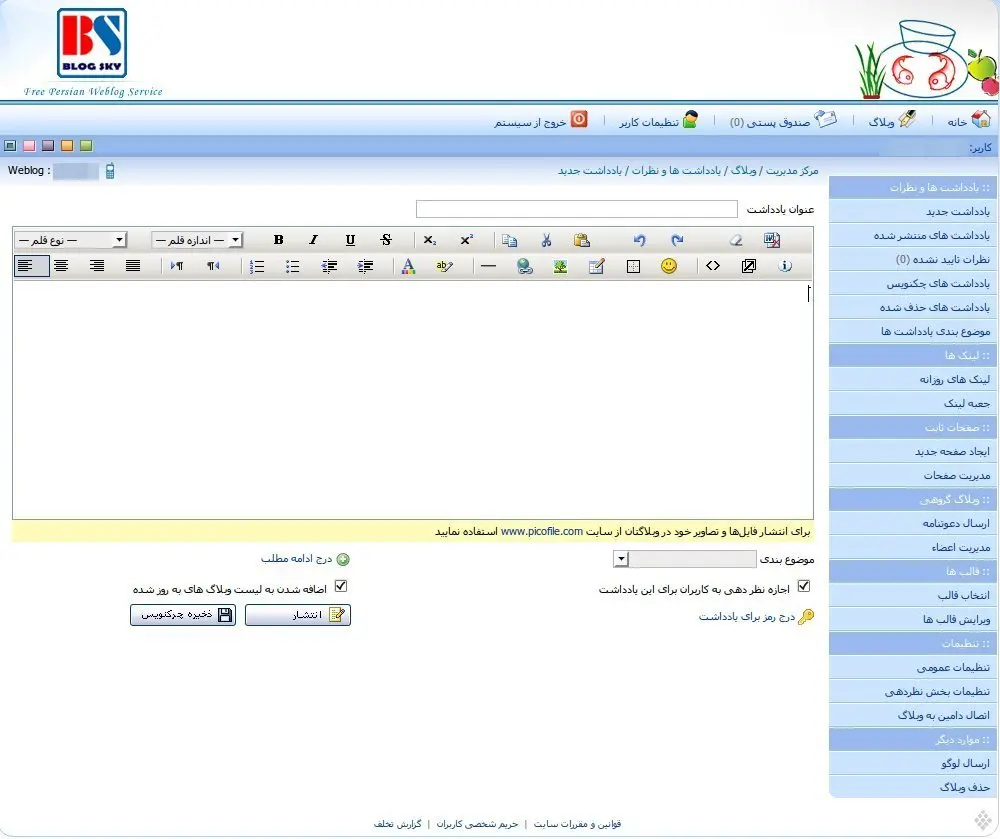 BS
BLOG SKY
Free Persian Weblog Service
خانه
وبلاگ
صندوق پستی (0)
تنظیمات کاربر
خروج از سیستم
کاربر:
مرکز مدیریت / وبلاگ / یادداشت ها و نظرات / یادداشت جدید
Weblog :
:: یادداشت ها و نظرات
یادداشت جدید
یادداشت های منتشر شده
نظرات تایید نشده (0)
یادداشت های چکنویس
یادداشت های حذف شده
موضوع بندی یادداشت ها
:: لینک ها
لینک های روزانه
جعبه لینک
:: صفحات ثابت
ایجاد صفحه جدید
مدیریت صفحات
:: وبلاگ گروهی
ارسال دعوتنامه
مدیریت اعضاء
:: قالب ها
انتخاب قالب
ویرایش قالب ها
:: تنظیمات
تنظیمات عمومی
تنظیمات بخش نظردهی
اتصال دامین به وبلاگ
:: موارد دیگر
ارسال لوگو
حذف وبلاگ
عنوان یادداشت
— نوع قلم —
— اندازه قلم —
B I U S x₂ x²
برای انتشار فایل‌ها و تصاویر خود در وبلاگتان از سایت www.picofile.com استفاده نمایید
موضوع بندی
درج ادامه مطلب
اجازه نظر دهی به کاربران برای این یادداشت
اضافه شدن به لیست وبلاگ های به روز شده
درج رمز برای یادداشت
انتشار
ذخیره چرکنویس
قوانین و مقررات سایت | حریم شخصی کاربران | گزارش تخلف